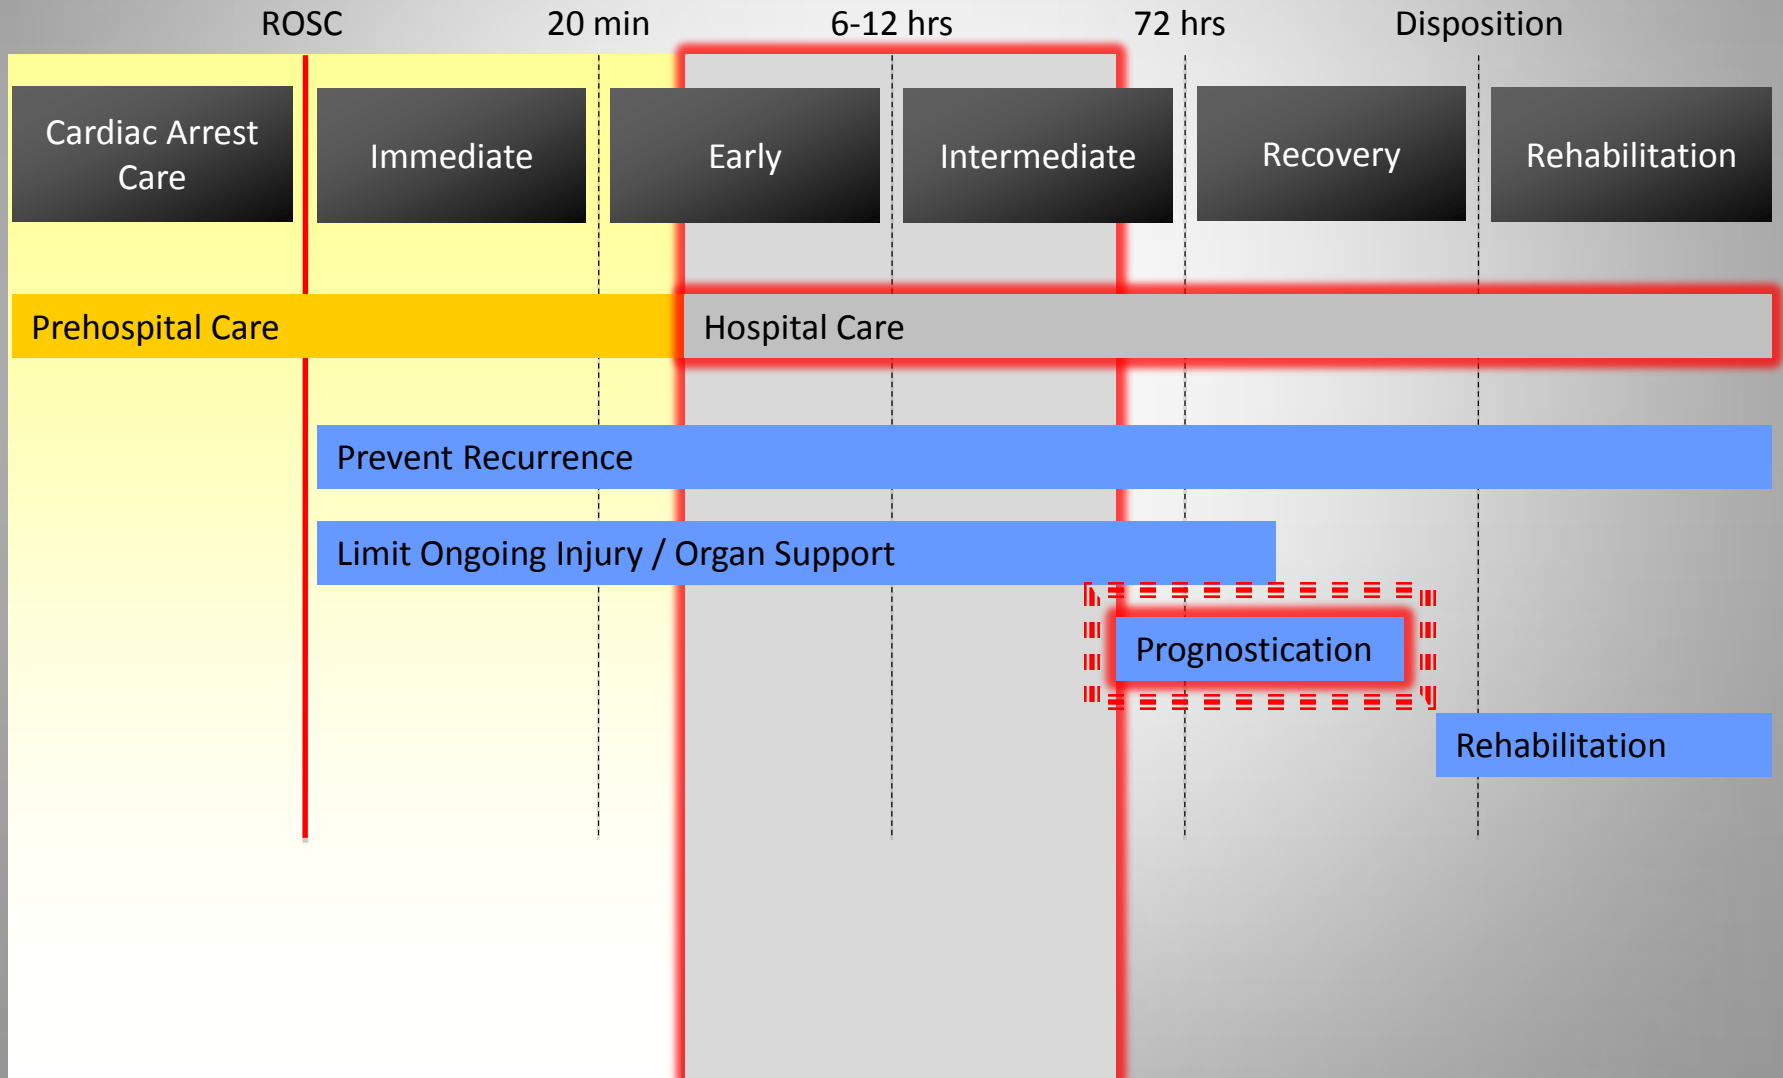 ROSC
20 min
6-12 hrs
72 hrs
Disposition
Cardiac Arrest
Care
Immediate
Early
Intermediate
Recovery
Rehabilitation
Prehospital Care
Hospital Care
Prevent Recurrence
Limit Ongoing Injury / Organ Support
Prognostication
Rehabilitation